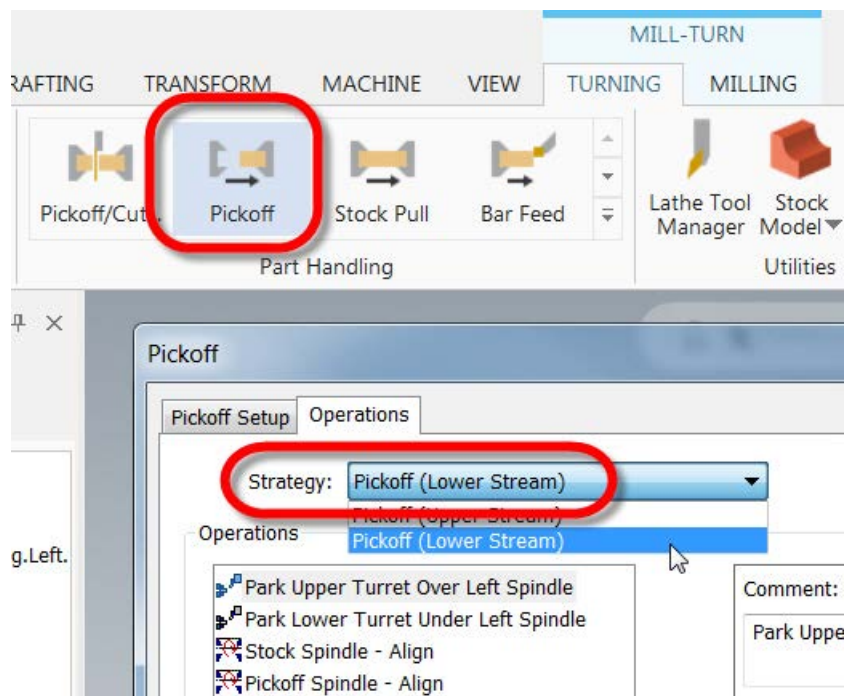 MILL-TURN
RAFTING TRANSFORM MACHINE VIEW TURNING MILLING
Pickoff/Cut... Pickoff Stock Pull Bar Feed Lathe Tool Manager Stock Model
Part Handling Utilities
Pickoff
Pickoff Setup Operations
Strategy: Pickoff (Lower Stream)
Pickoff (Upper Stream)
Operations
Pickoff (Lower Stream)
g.Left.
Park Upper Turret Over Left Spindle
Comment:
Park Lower Turret Under Left Spindle
Park Uppe
Stock Spindle - Align
Pickoff Spindle - Align